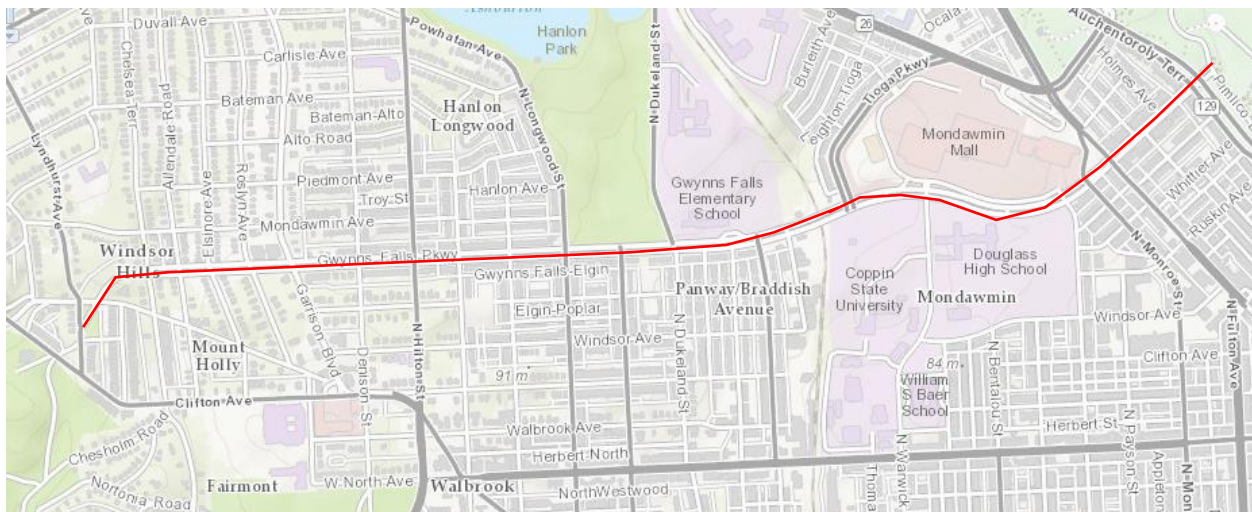 Ashburton
Hanlon
Park
Duvall Ave
Chelsea Terr
Carlisle Ave
Powhatan Ave
N Dukeland St
Burleith Ave
26
Ocala
Auchentoroly Terr
Holmes Ave
Pimlico
129
Tioga Pkwy
Leighton-Tioga
Bateman Ave
Bateman-Alto
Alto Road
Hanlon
Longwood
N Longwood St
Allendale Road
Lyndhurst Ave
Elsinore Ave
Roslyn Ave
Piedmont Ave
Troy St
Hanlon Ave
Mondawmin Ave
Gwynns Falls
Elementary
School
Mondawmin
Mall
Whittier Ave
Ruskin Ave
Windsor
Hills
Gwynns Falls Pkwy
Gwynns Falls-Elgin
Elgin-Poplar
Windsor Ave
Panway/Braddish
Avenue
Coppin
State
University
Douglass
High School
Mondawmin
N Monroe St
N Fulton Ave
Windsor Ave
Clifton Ave
Garrison Blvd
Denison St
N Hilton St
Mount
Holly
91 m
84 m
N Dukeland St
William
S Baer
School
N Bentalou St
Clifton Ave
Chesholm Road
Walbrook Ave
Herbert North
Herbert St
N Payson St
Appleton
N Mon
N Warwick
Thoma
Nortonia Road
Fairmont
W North Ave
Walbrook
NorthWestwood